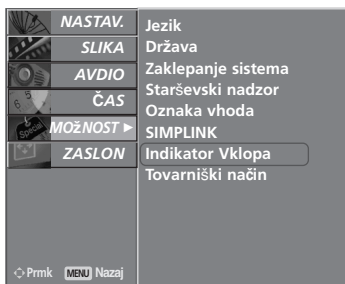 NASTAV.
SLIKA
AVDIO
ČAS
MOŽNOST ►
ZASLON
Jezik
Država
Zaklepanje sistema
Starševski nadzor
Oznaka vhoda
SIMPLINK
Indikator Vklopa
Tovarniški način
Prmk MENU Nazaj